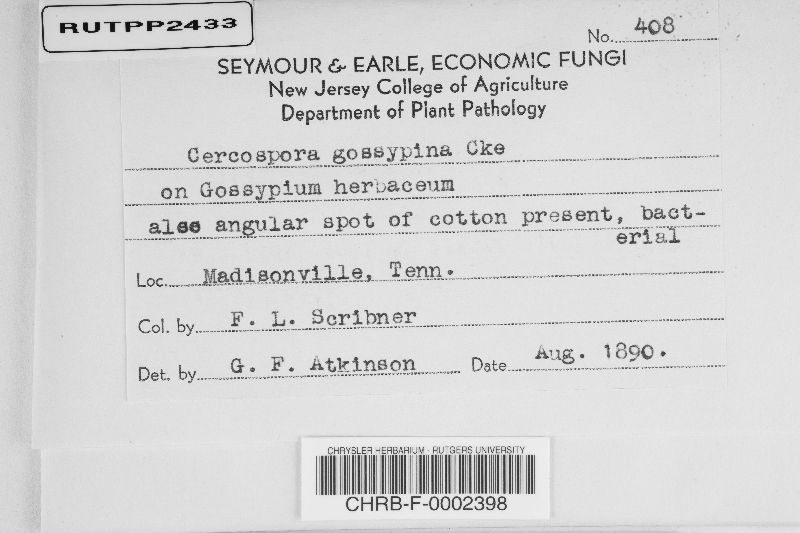 RUTPP2433
No. 408
SEYMOUR & EARLE, ECONOMIC FUNGI
New Jersey College of Agriculture
Department of Plant Pathology
Cercospora gossypina Cke
on Gossypium herbaceum
also angular spot of cotton present, bact-
erial
Loc. Madisonville, Tenn.
Col. by F. L. Scribner
Det. by G. F. Atkinson Date Aug. 1890.
CHRYSLER HERBARIUM - RUTGERS UNIVERSITY
CHRB-F-0002398